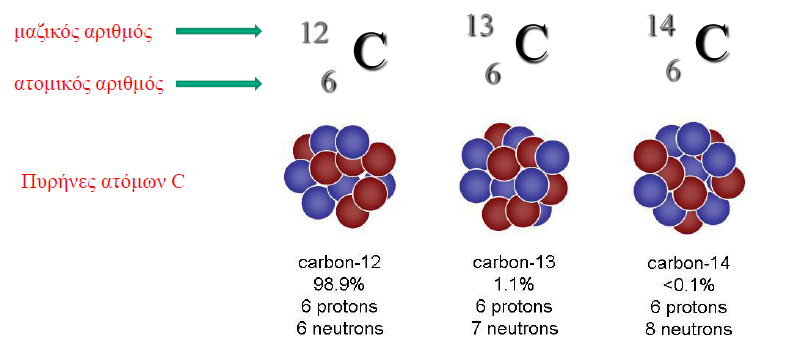 μαζικός αριθμός
12
C
6
13
C
6
14
C
6
ατομικός αριθμός
Πυρήνες ατόμων C
carbon-12
98.9%
6 protons
6 neutrons
carbon-13
1.1%
6 protons
7 neutrons
carbon-14
<0.1%
6 protons
8 neutrons